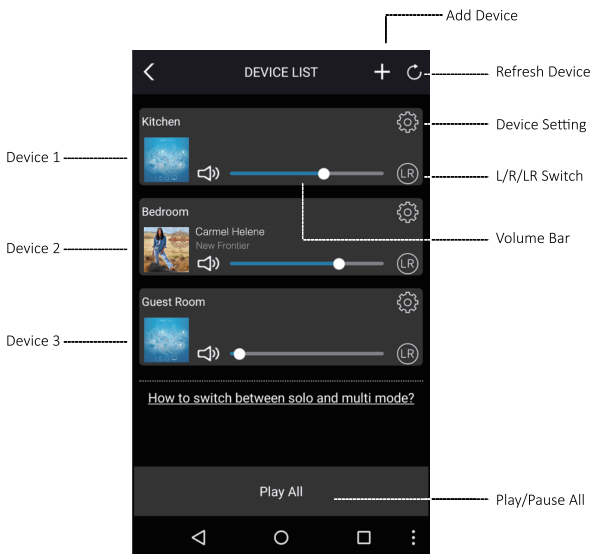 Add Device
DEVICE LIST
Refresh Device
Kitchen
Device Setting
Device 1
LR
L/R/LR Switch
Bedroom
Carmel Helene
New Frontier
Volume Bar
Device 2
LR
Guest Room
Device 3
LR
How to switch between solo and multi mode?
Play All
Play/Pause All